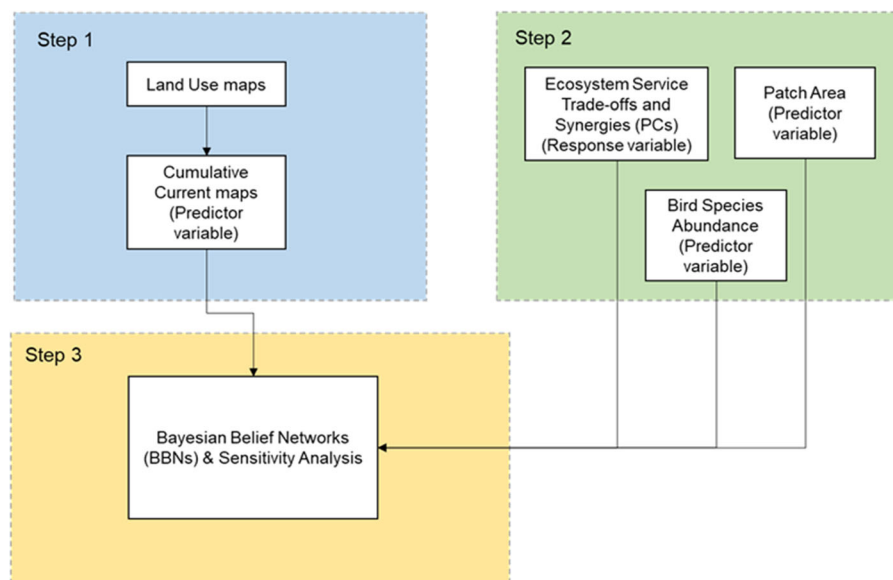 Step 1
Land Use maps
Cumulative
Current maps
(Predictor
variable)
Step 2
Ecosystem Service
Trade-offs and
Synergies (PCs)
(Response variable)
Patch Area
(Predictor
variable)
Bird Species
Abundance
(Predictor
variable)
Step 3
Bayesian Belief Networks
(BBNs) & Sensitivity Analysis